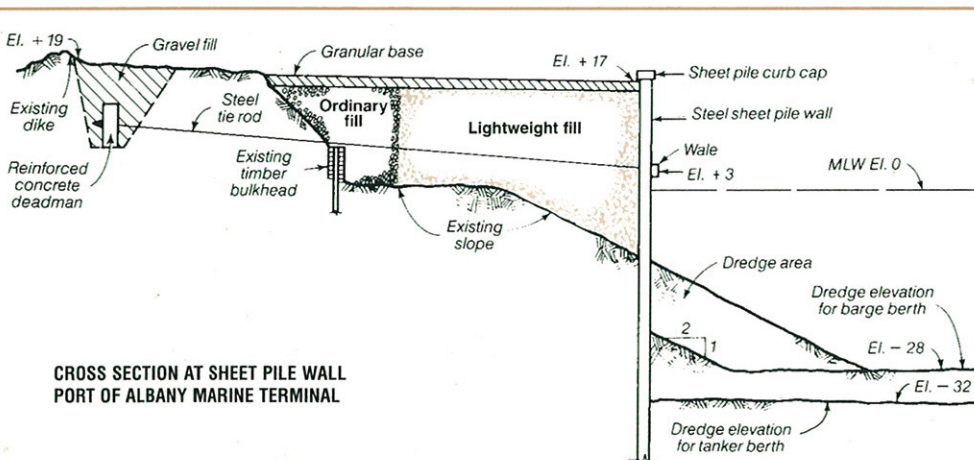 El. + 19
Gravel fill
Granular base
El. + 17
Sheet pile curb cap
Existing
dike
Steel
tie rod
Ordinary
fill
Lightweight fill
Steel sheet pile wall
Reinforced
concrete
deadman
Existing
timber
bulkhead
Wale
El. + 3
MLW El. 0
Existing
slope
Dredge area
Dredge elevation
for barge berth
2
1
El. – 28
El. – 32
CROSS SECTION AT SHEET PILE WALL
PORT OF ALBANY MARINE TERMINAL
Dredge elevation
for tanker berth